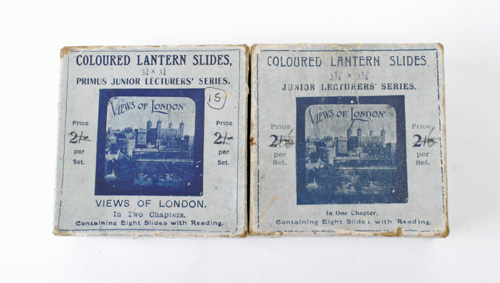 COLOURED LANTERN SLIDES,
3¼ × 3¼
PRIMUS JUNIOR LECTURERS' SERIES.
15
VIEWS OF LONDON
Price
per
Set.
Price
2/-
per
Set.
VIEWS OF LONDON.
In Two Chapters.
Containing Eight Slides with Reading.
COLOURED LANTERN SLIDES,
3¼ × 3¼
JUNIOR LECTURERS' SERIES.
VIEWS OF LONDON
Price
per
Set.
Price
per
Set.
In One Chapter.
Containing Eight Slides with Reading.